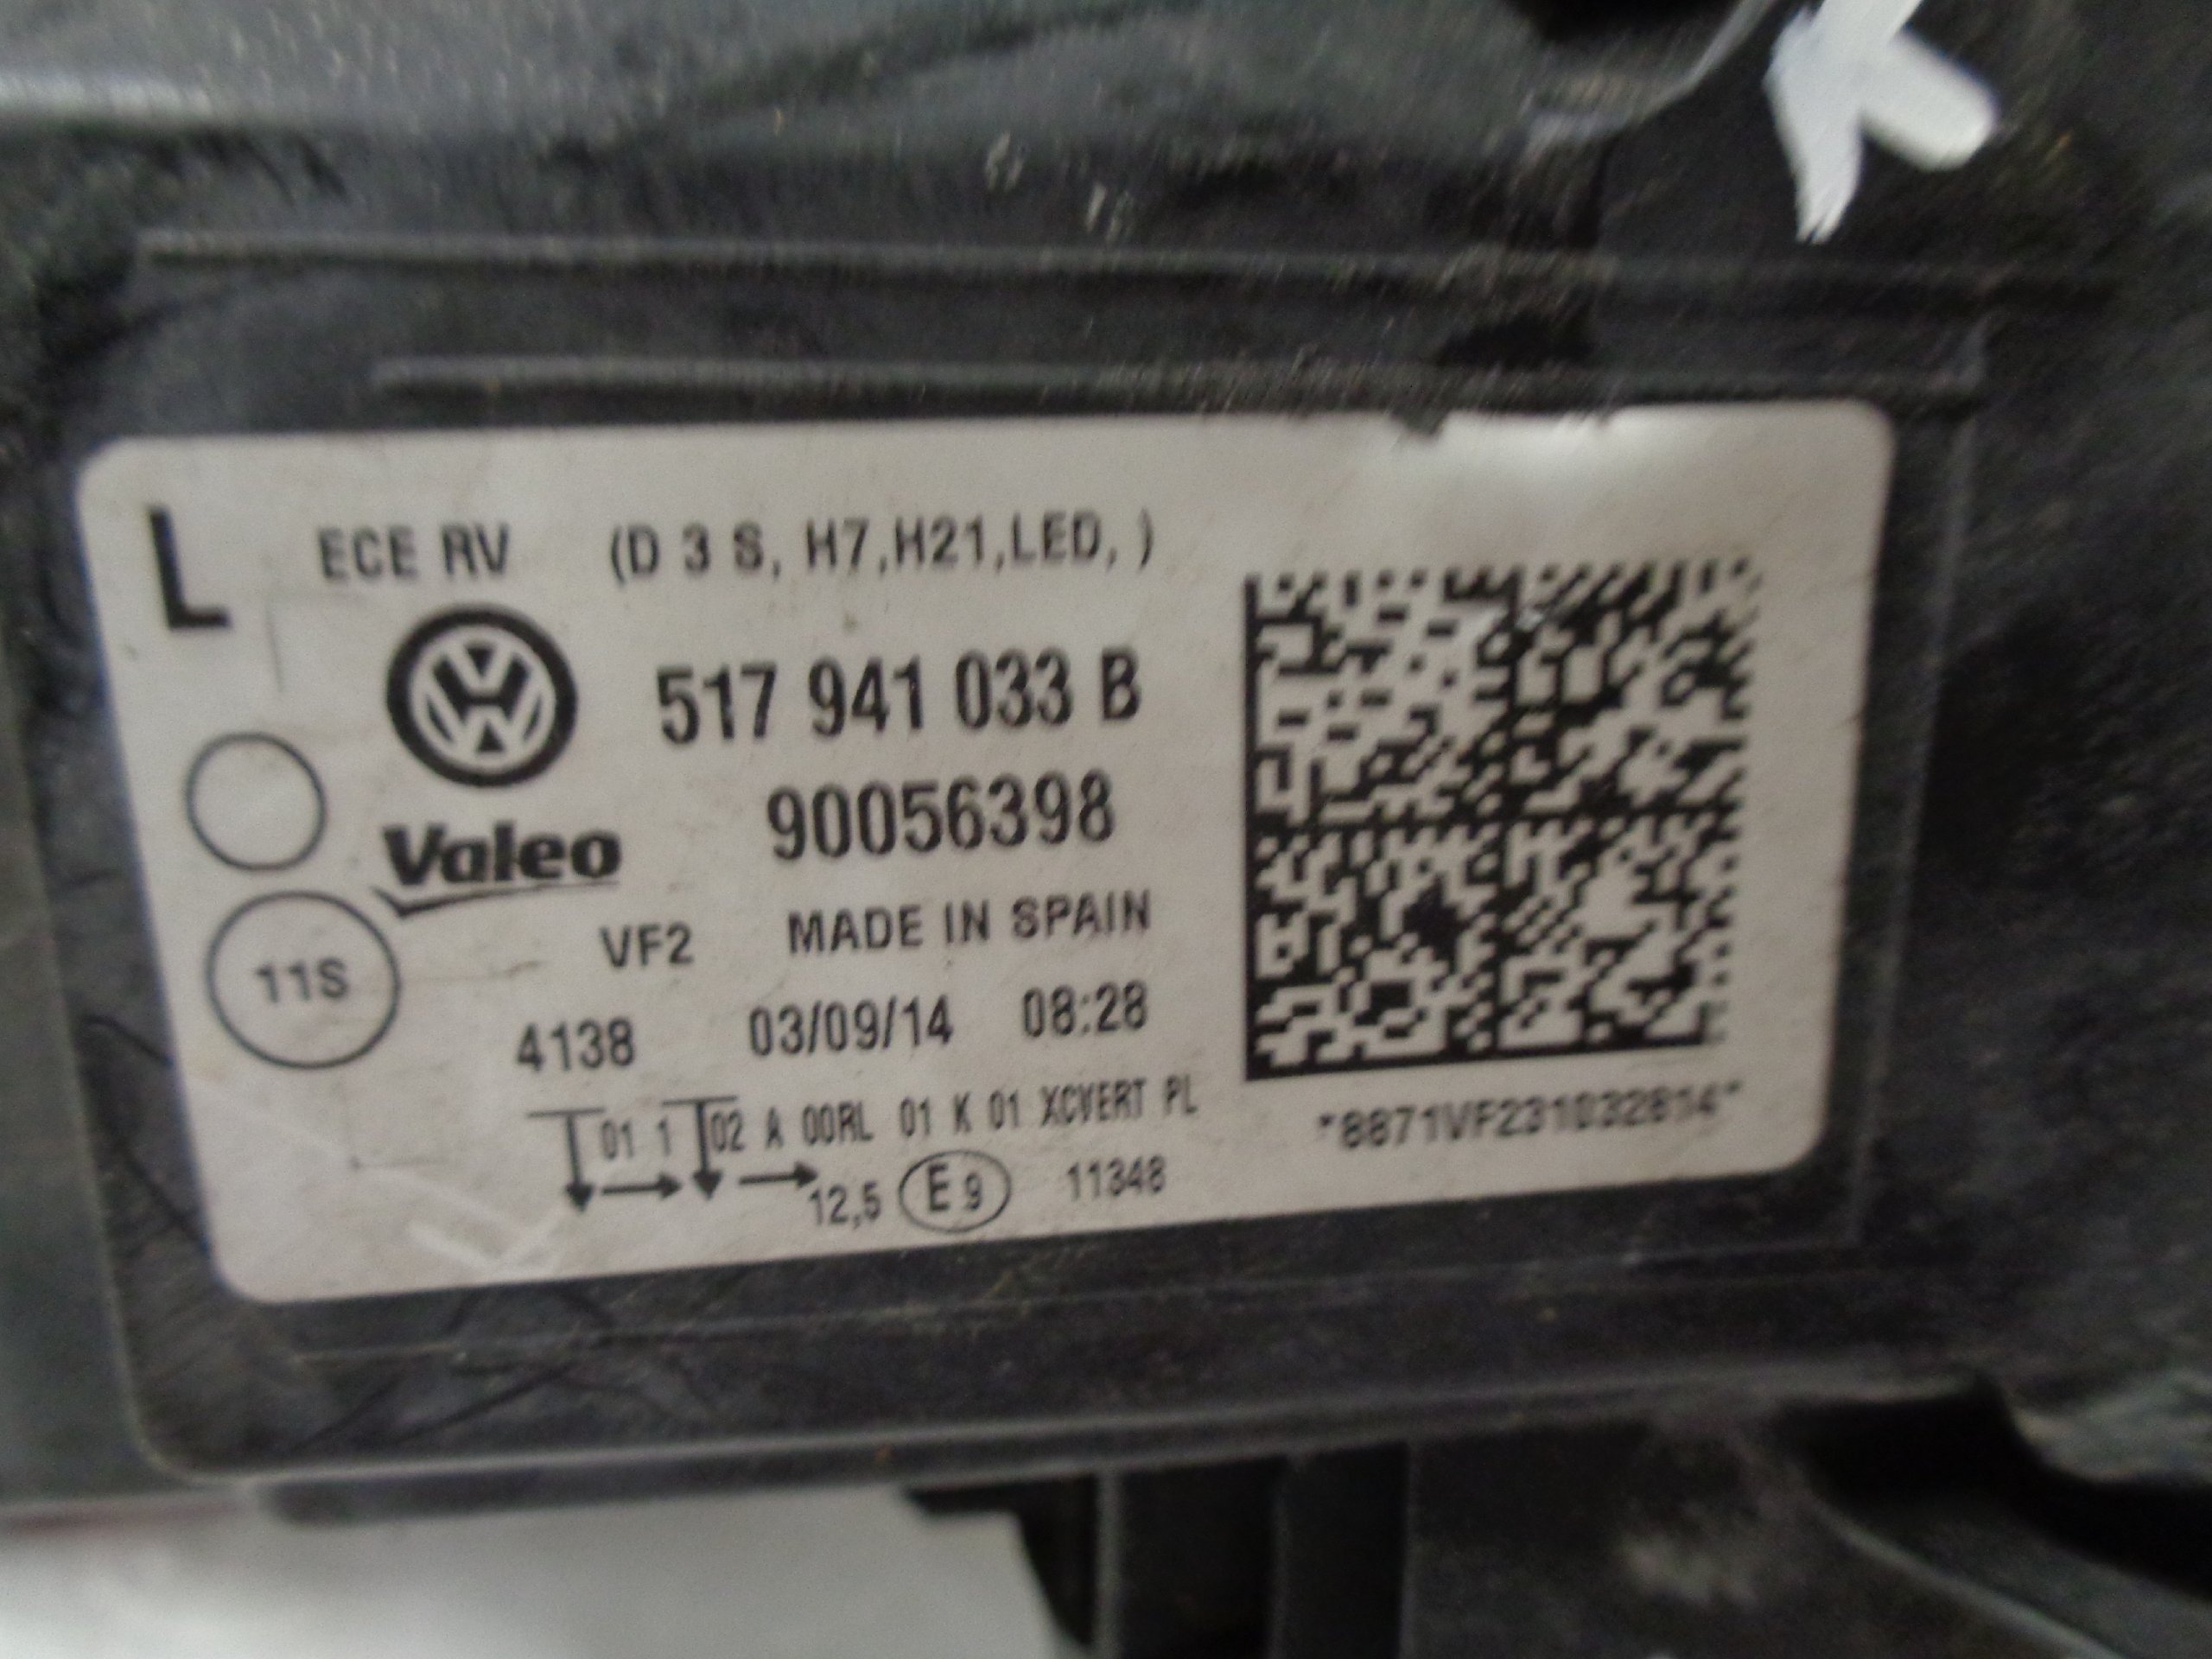 L ECE RV (D 3 S, H7,H21,LED, )
517 941 033 B
90056398
Valeo
VF2 MADE IN SPAIN
11S
4138 03/09/14 08:28
01 1 02 A 00RL 01 K 01 XCVERT PL
12,5 E9 11348
*8871VF231032814*